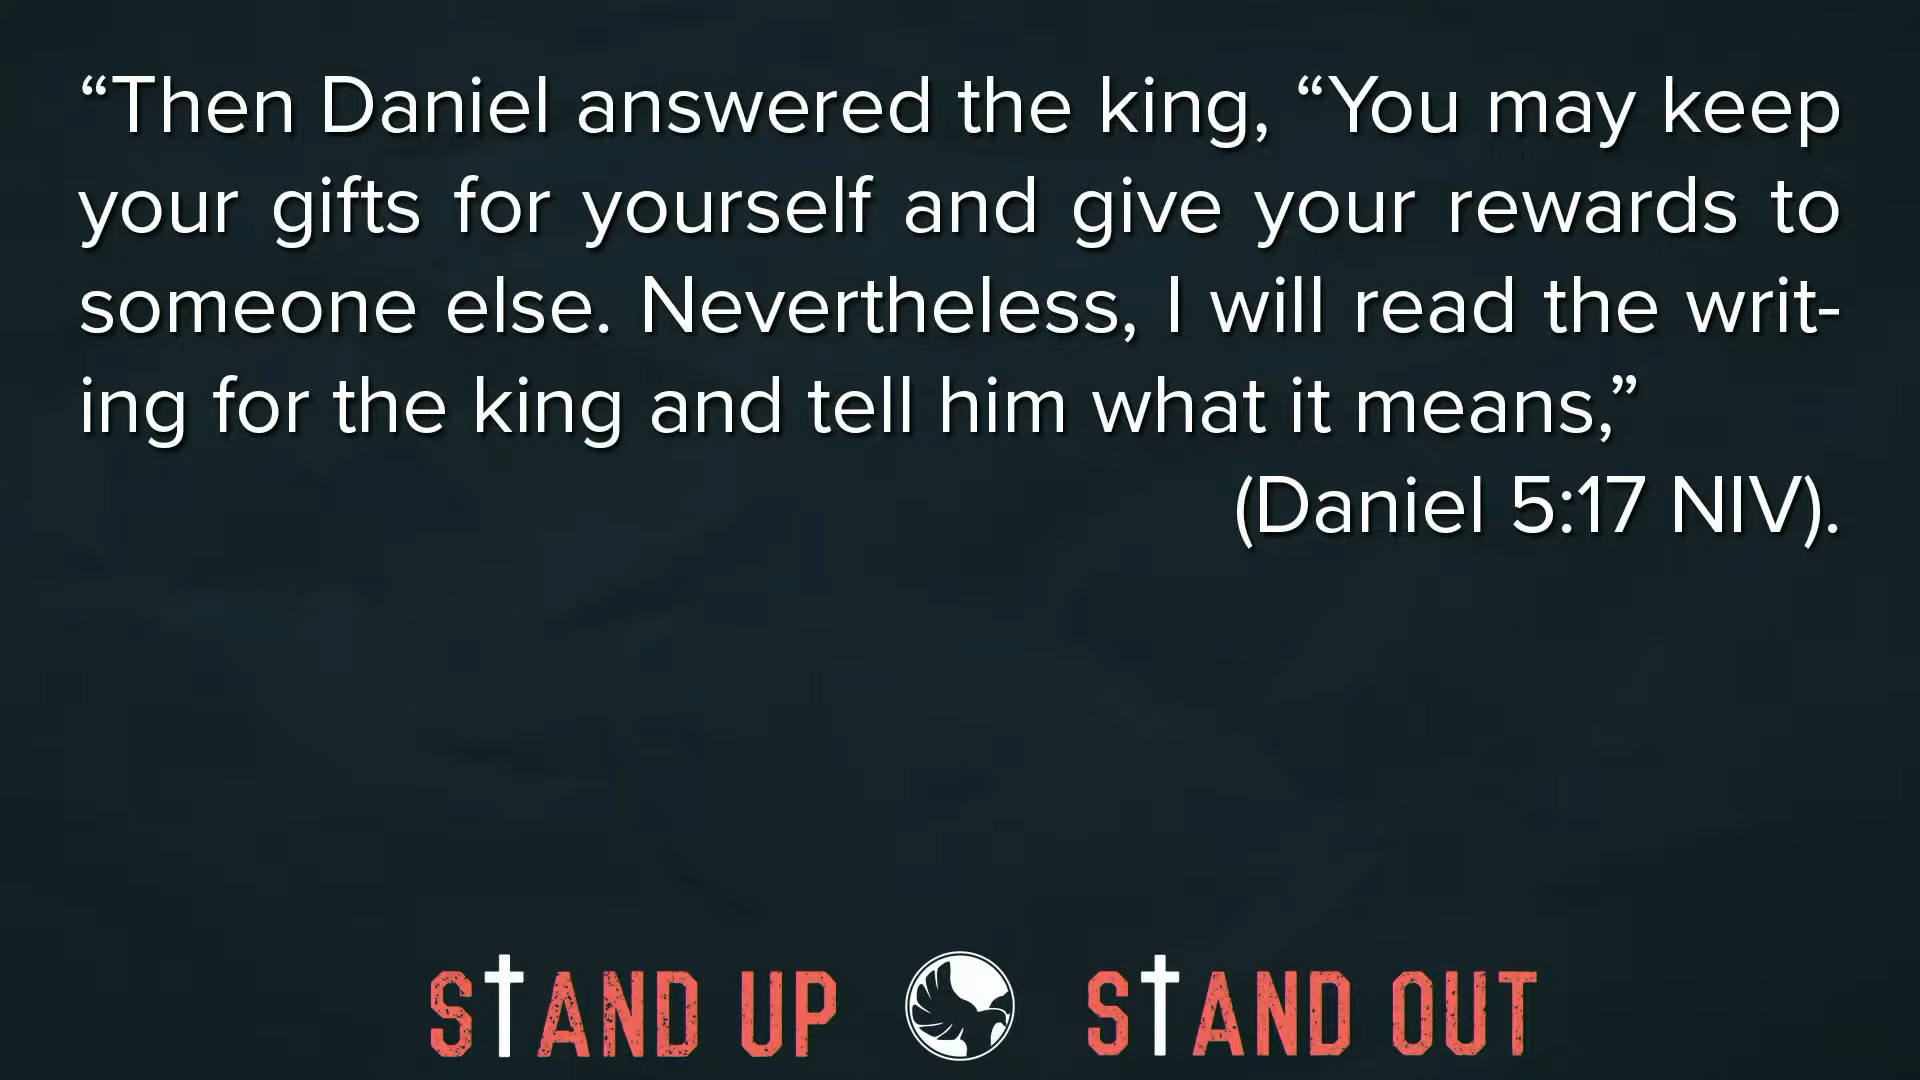 “Then Daniel answered the king, “You may keep
your gifts for yourself and give your rewards to
someone else. Nevertheless, I will read the writ-
ing for the king and tell him what it means,”
(Daniel 5:17 NIV).
STAND UP STAND OUT